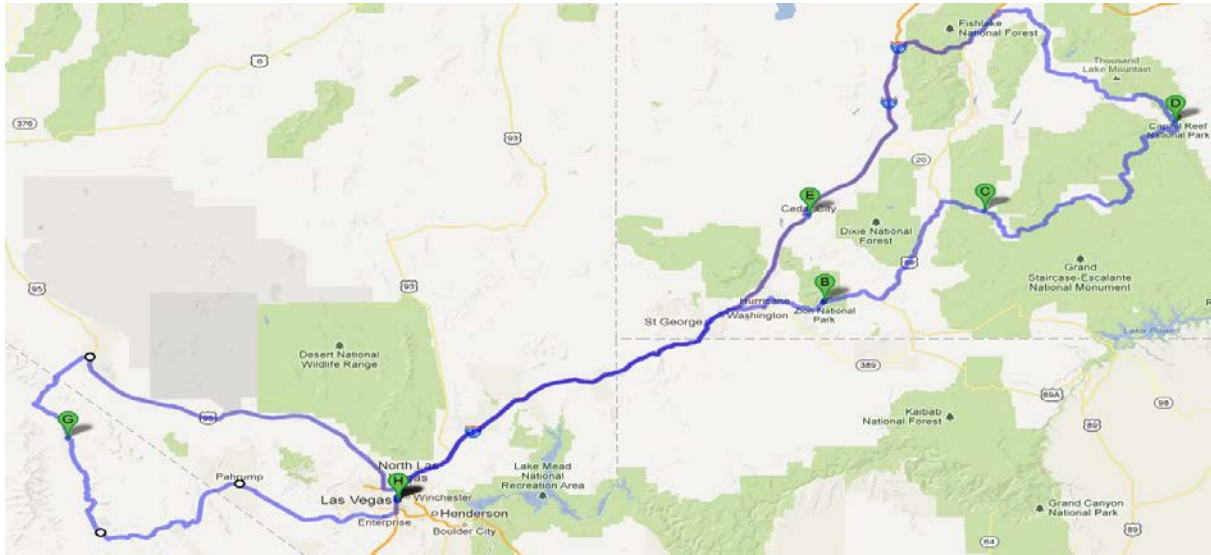 Fishlake
National Forest
6
70
Thousand
Lake Mountain
15
D
376
93
Capitol Reef
National Park
20
E
C
Cedar City
Dixie National
Forest
89
Grand
Staircase-Escalante
National Monument
95
93
B
Hurricane
Zion National
Park
St George
Washington
Lake Powell
Desert National
Wildlife Range
389
89A
98
G
95
Kaibab
National Forest
89
15
North Las
Vegas
Pahrump
H
Lake Mead
National
Recreation Area
Las Vegas
Winchester
Henderson
Enterprise
Boulder City
Grand Canyon
National Park
64
89